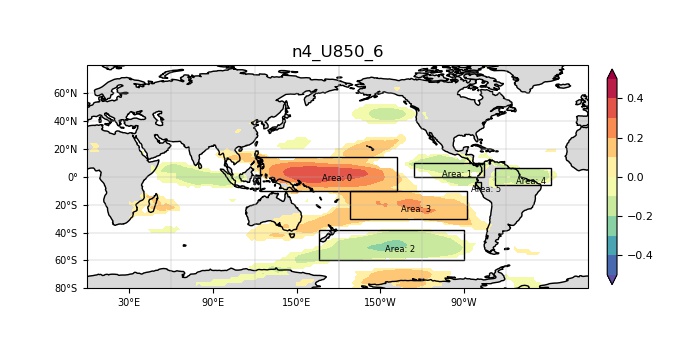 n4_U850_6
60°N
40°N
20°N
0°
20°S
40°S
60°S
80°S
30°E
90°E
150°E
150°W
90°W
Area: 0
Area: 1
Area: 4
Area: 5
Area: 3
Area: 2
0.4
0.2
0.0
−0.2
−0.4